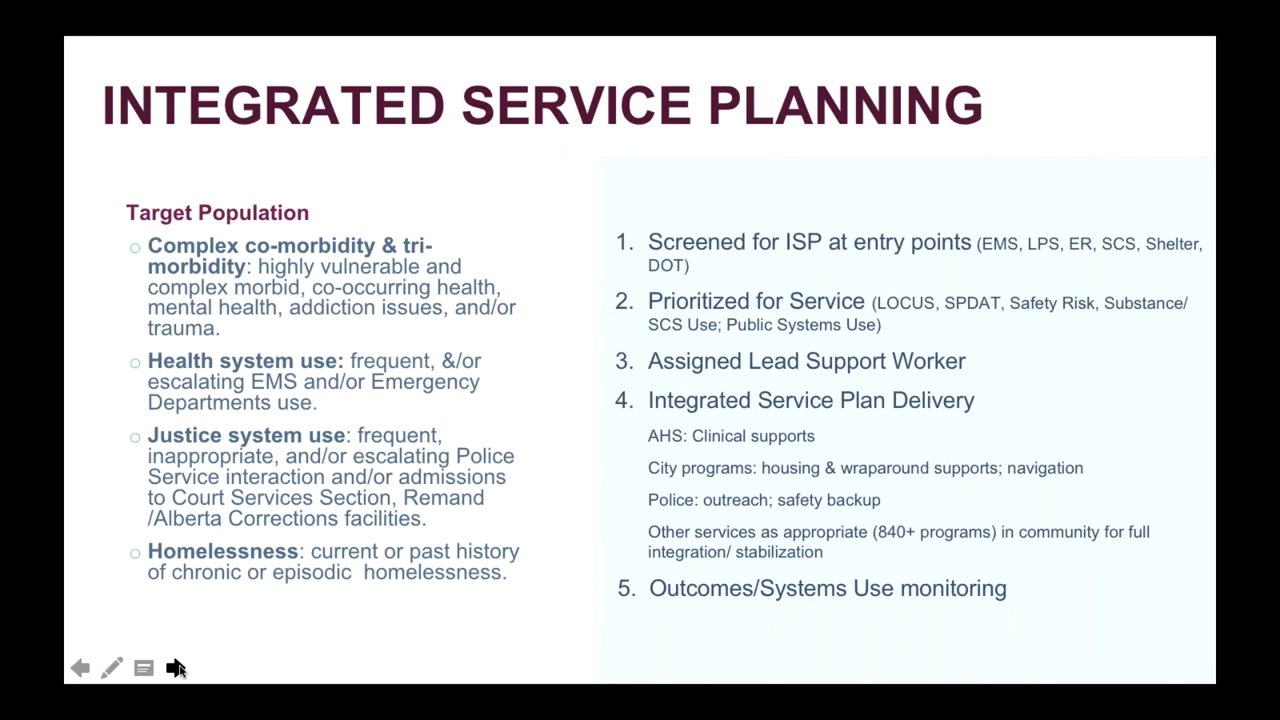 INTEGRATED SERVICE PLANNING
Target Population
Complex co-morbidity & tri-
morbidity: highly vulnerable and
complex morbid, co-occurring health,
mental health, addiction issues, and/or
trauma.
Health system use: frequent, &/or
escalating EMS and/or Emergency
Departments use.
Justice system use: frequent,
inappropriate, and/or escalating Police
Service interaction and/or admissions
to Court Services Section, Remand
/Alberta Corrections facilities.
Homelessness: current or past history
of chronic or episodic  homelessness.
1. Screened for ISP at entry points (EMS, LPS, ER, SCS, Shelter,
DOT)
2. Prioritized for Service (LOCUS, SPDAT, Safety Risk, Substance/
SCS Use; Public Systems Use)
3. Assigned Lead Support Worker
4. Integrated Service Plan Delivery
AHS: Clinical supports
City programs: housing & wraparound supports; navigation
Police: outreach; safety backup
Other services as appropriate (840+ programs) in community for full
integration/ stabilization
5. Outcomes/Systems Use monitoring